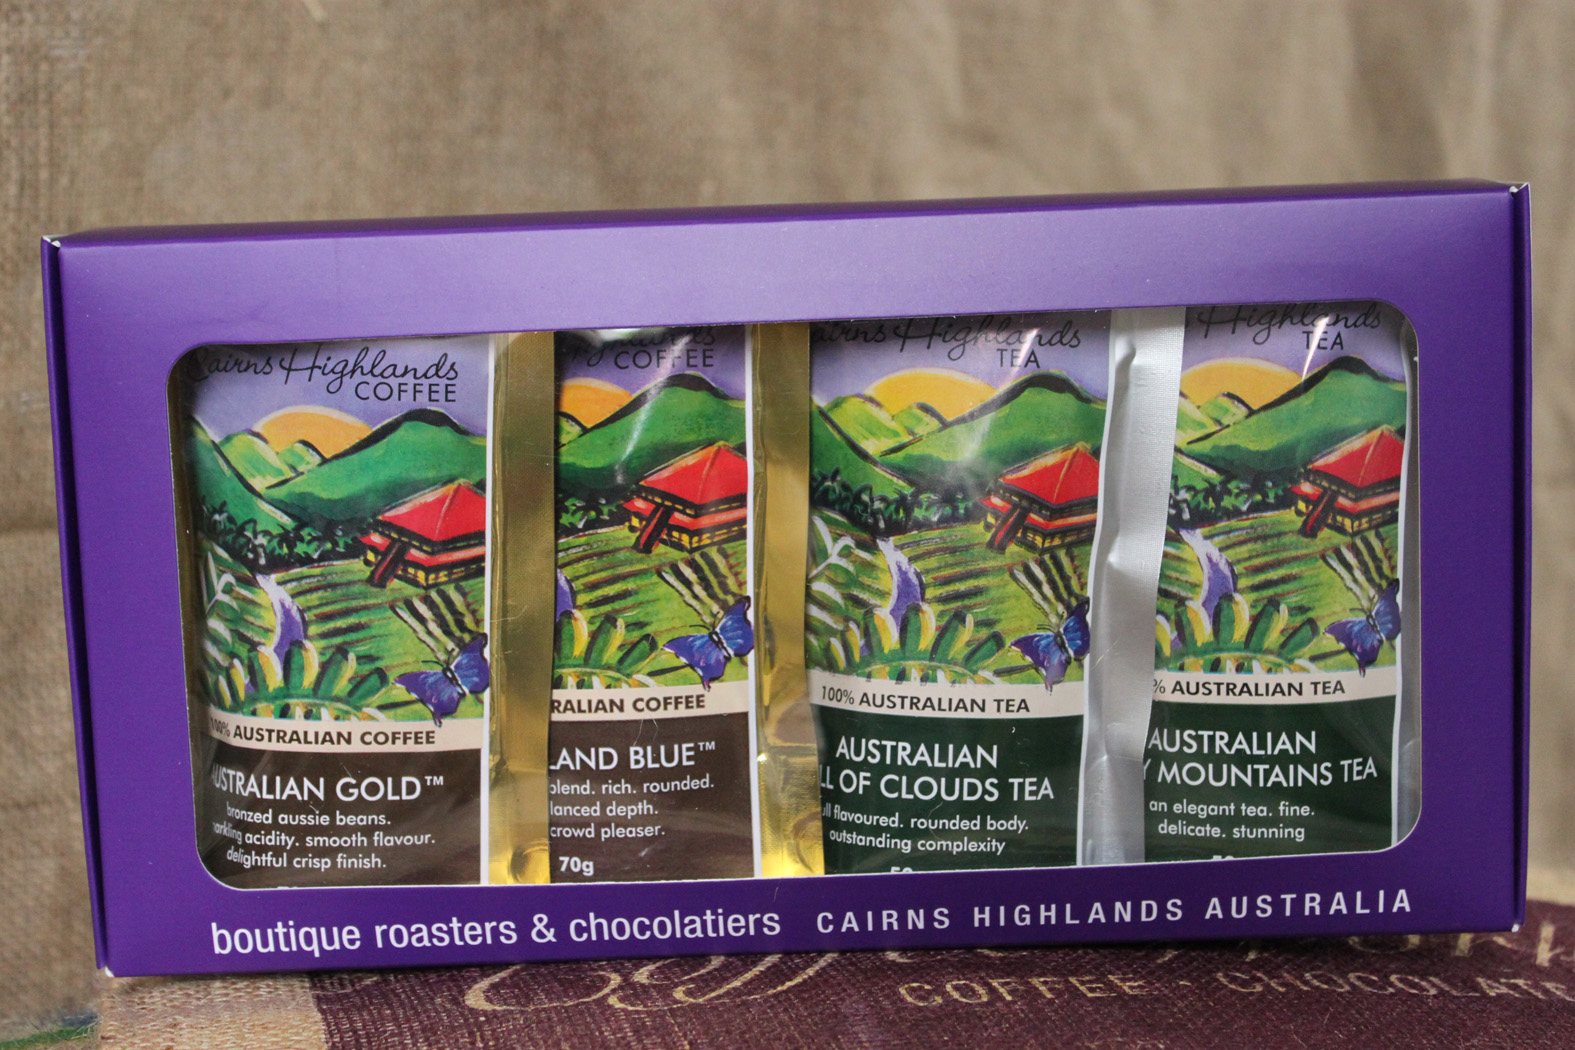 Cairns Highlands
COFFEE
100% AUSTRALIAN COFFEE
AUSTRALIAN GOLD™
bronzed aussie beans.
sparkling acidity. smooth flavour.
delightful crisp finish.
COFFEE
RALIAN COFFEE
LAND BLUE™
blend. rich. rounded.
lanced depth.
crowd pleaser.
70g
Cairns Highlands
TEA
100% AUSTRALIAN TEA
AUSTRALIAN
LL OF CLOUDS TEA
ull flavoured. rounded body.
outstanding complexity
Highlands
TEA
% AUSTRALIAN TEA
AUSTRALIAN
Y MOUNTAINS TEA
an elegant tea. fine.
delicate. stunning
boutique roasters & chocolatiers CAIRNS HIGHLANDS AUSTRALIA
COFFEE · CHOCOLAT